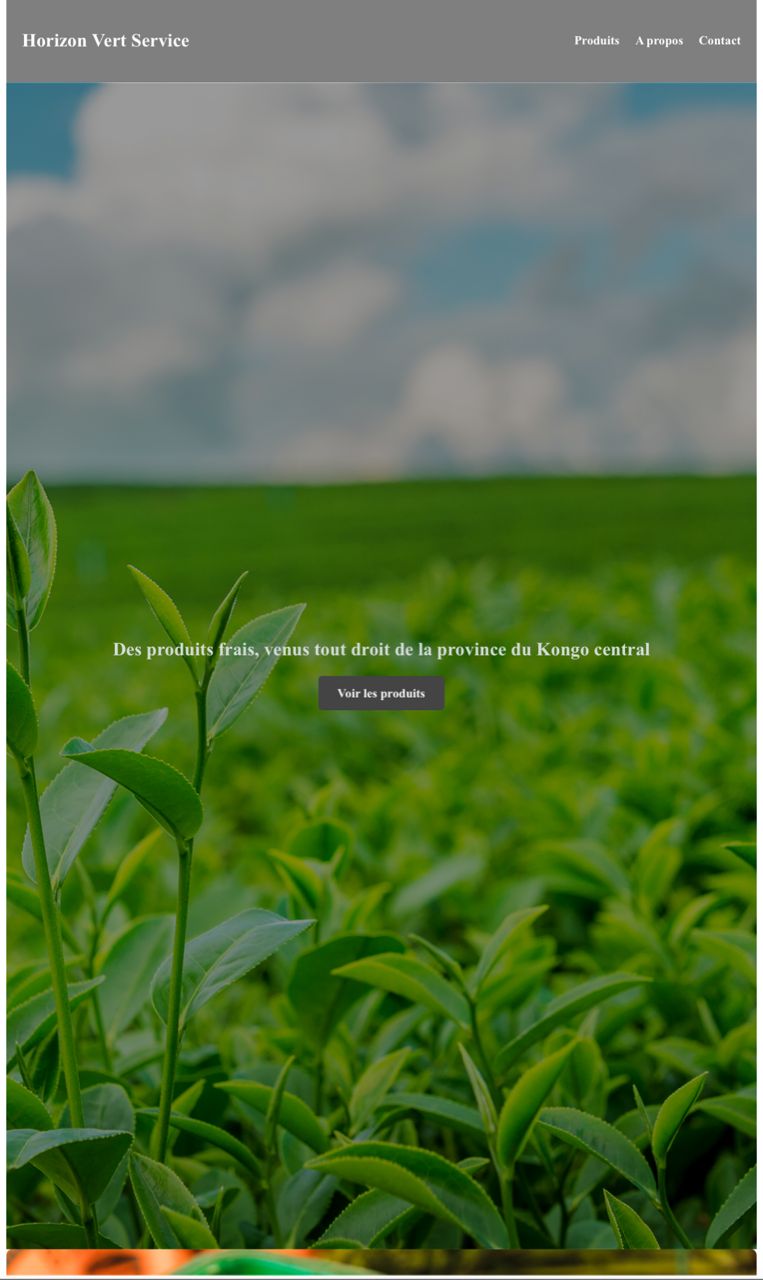 Horizon Vert Service
Produits A propos Contact
Des produits frais, venus tout droit de la province du Kongo central
Voir les produits